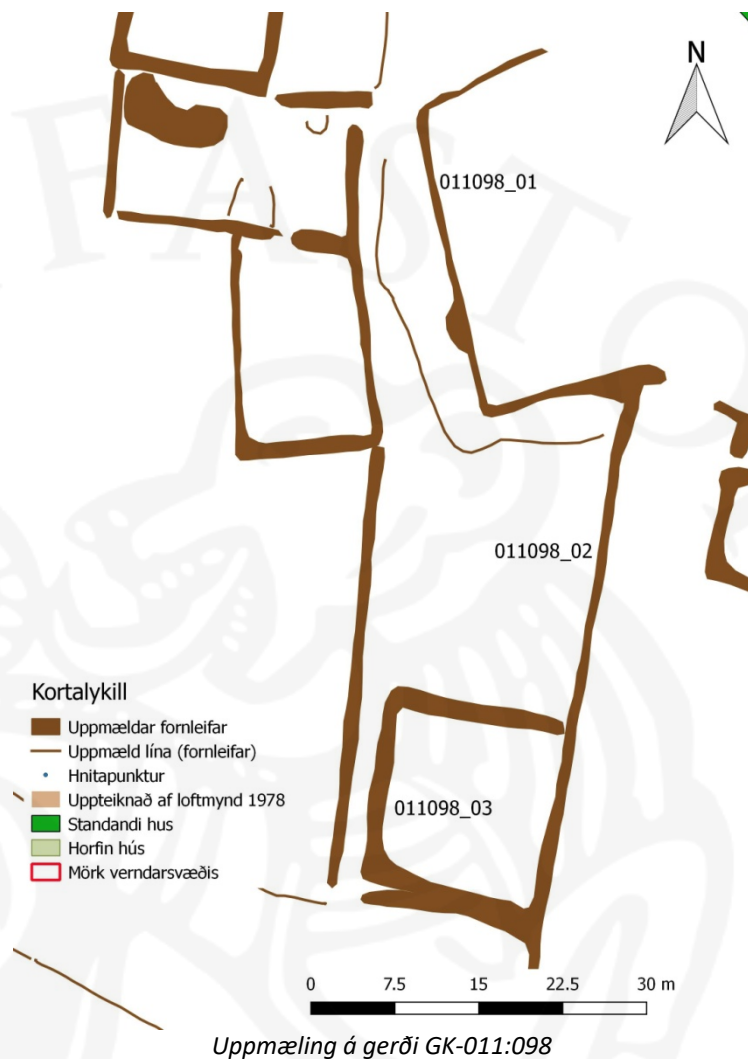 N
011098_01
011098_02
011098_03
Kortalykill
Uppmældar fornleifar
Uppmæld lína (fornleifar)
Hnitapunktur
Uppteiknað af loftmynd 1978
Standandi hus
Horfin hús
Mörk verndarsvæðis
0 7.5 15 22.5 30 m
Uppmæling á gerði GK-011:098